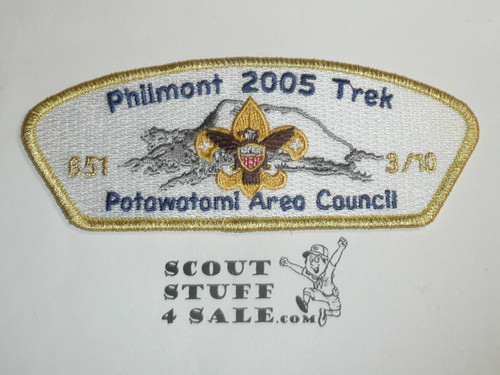 Philmont 2005 Trek
651 3/10
Potawatomi Area Council
SCOUT
STUFF
4 SALE.com